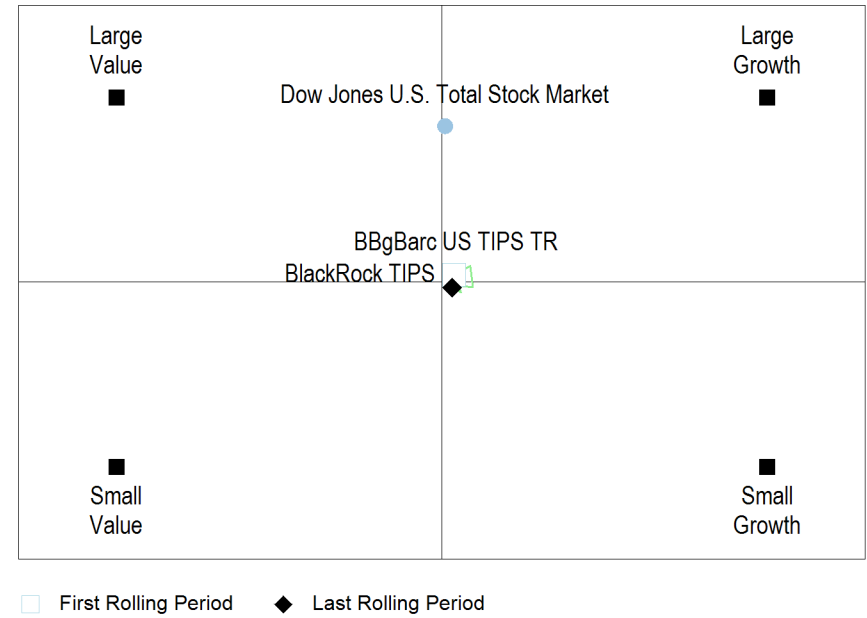 Large
Value
Large
Growth
Dow Jones U.S. Total Stock Market
BBgBarc US TIPS TR
BlackRock TIPS
Small
Value
Small
Growth
First Rolling Period
Last Rolling Period